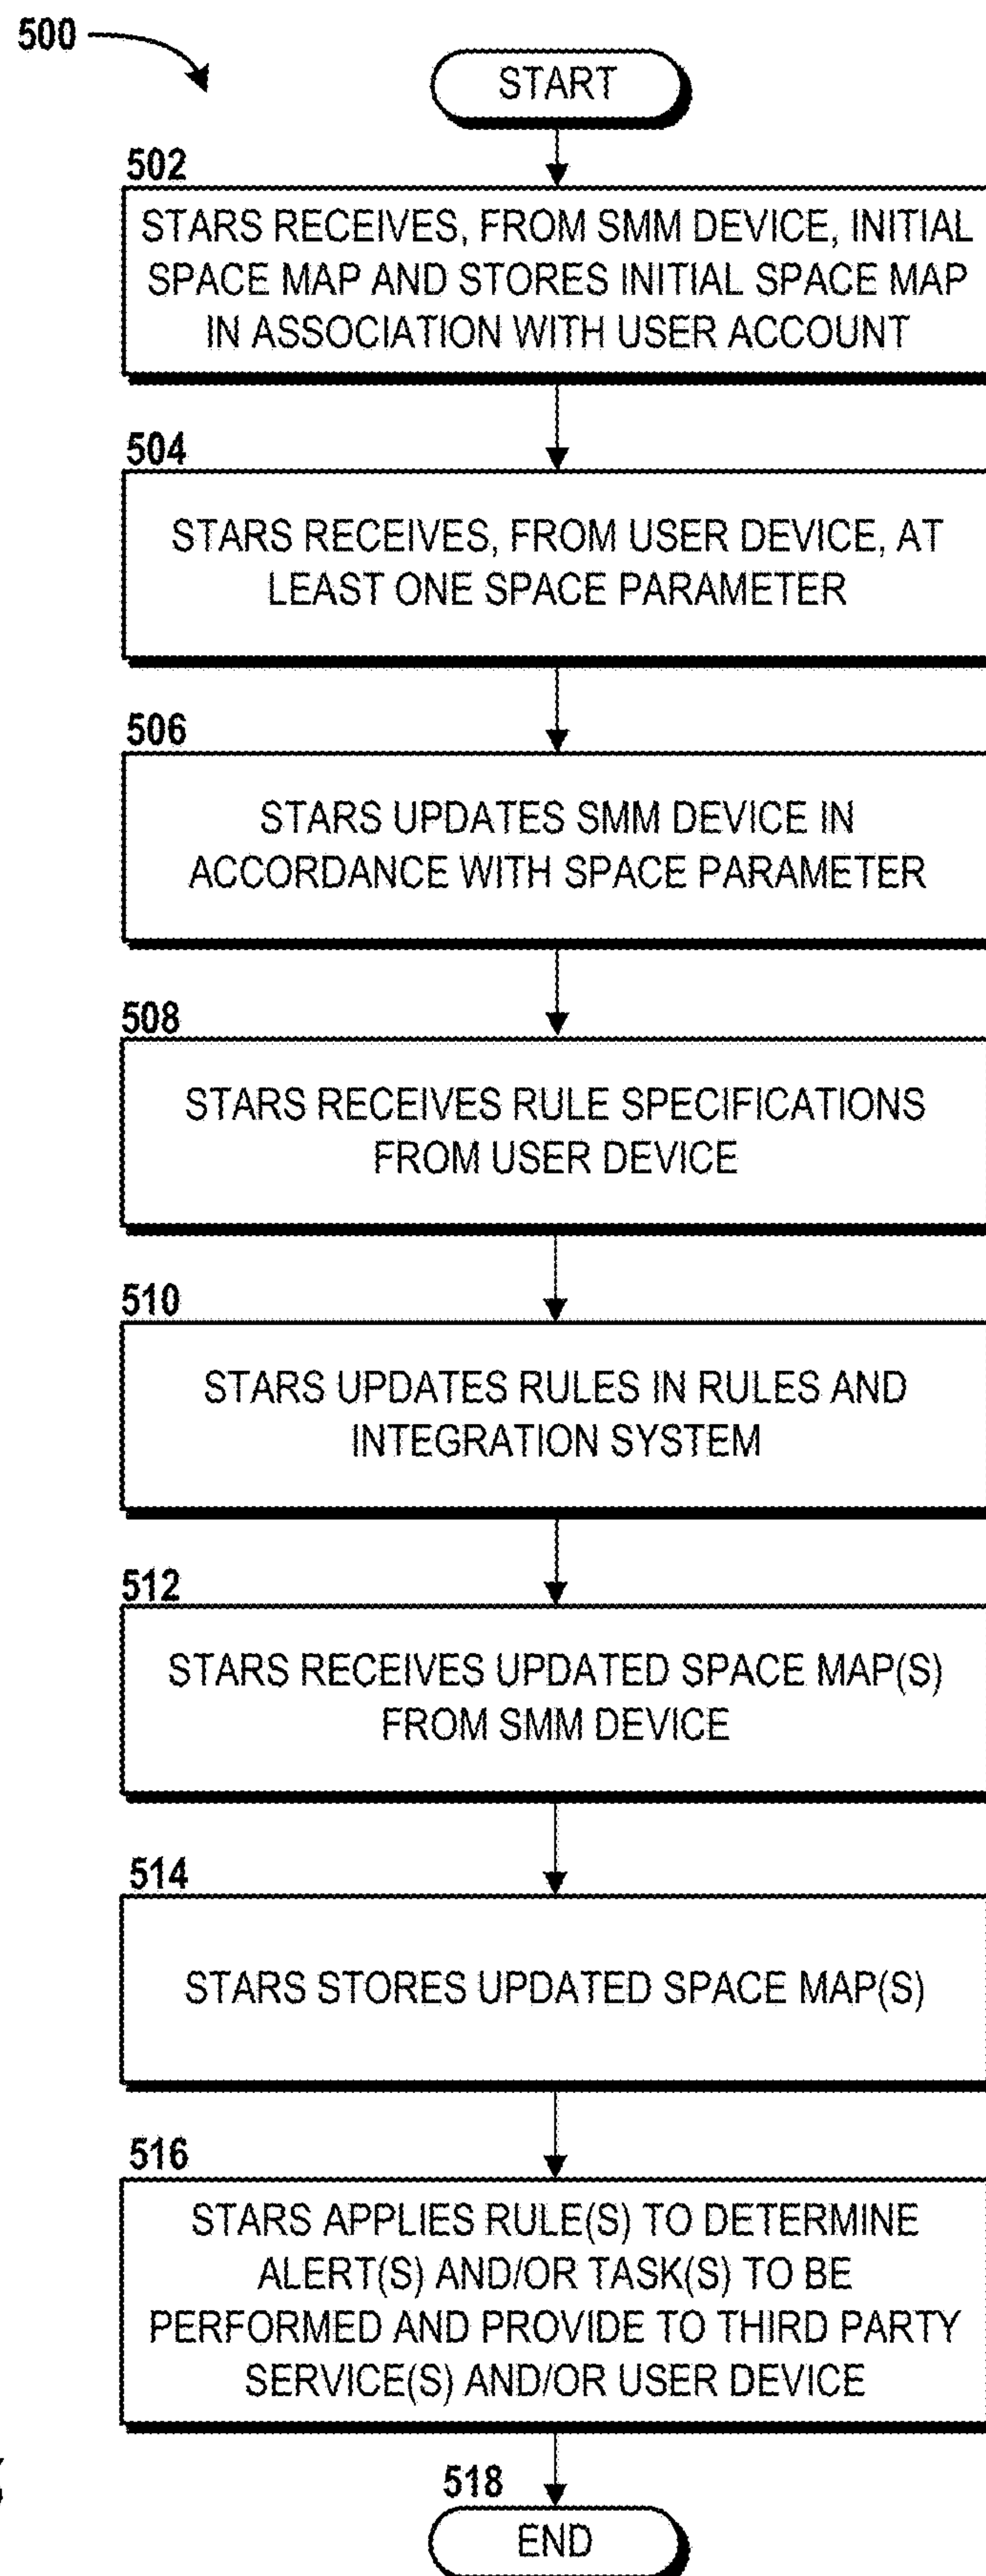 500
START
502
STARS RECEIVES, FROM SMM DEVICE, INITIAL
SPACE MAP AND STORES INITIAL SPACE MAP
IN ASSOCIATION WITH USER ACCOUNT
504
STARS RECEIVES, FROM USER DEVICE, AT
LEAST ONE SPACE PARAMETER
506
STARS UPDATES SMM DEVICE IN
ACCORDANCE WITH SPACE PARAMETER
508
STARS RECEIVES RULE SPECIFICATIONS
FROM USER DEVICE
510
STARS UPDATES RULES IN RULES AND
INTEGRATION SYSTEM
512
STARS RECEIVES UPDATED SPACE MAP(S)
FROM SMM DEVICE
514
STARS STORES UPDATED SPACE MAP(S)
516
STARS APPLIES RULE(S) TO DETERMINE
ALERT(S) AND/OR TASK(S) TO BE
PERFORMED AND PROVIDE TO THIRD PARTY
SERVICE(S) AND/OR USER DEVICE
518
END